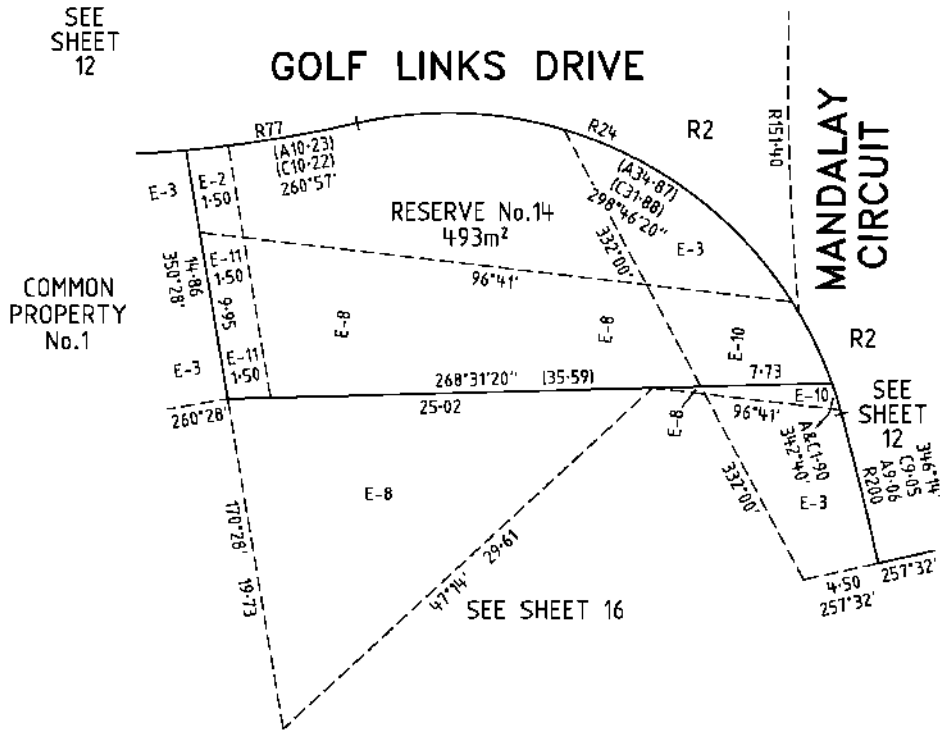 SEE
SHEET
12
GOLF LINKS DRIVE
R77
(A10·23)
(C10·22)
260°57'
R24
(A34·87)
(C31·88)
298°46'20"
R2
R151·40
MANDALAY
CIRCUIT
E-3
E-2
1·50
RESERVE No.14
493m²
E-3
332°00'
14·86
350°28'
E-11
1·50
96°41'
9·95
COMMON
PROPERTY
No.1
E-8
E-8
E-10
R2
E-3
E-11
1·50
268°31'20" (35·59)
7·73
260°28'
25·02
E-8
96°41'
E-10
SEE
SHEET
12
A&C1·90
342°40'
346°14'
C9·05
A9·06
R200
E-8
332°00'
E-3
170°28'
19·73
47°14' 29·61
4·50
257°32'
257°32'
SEE SHEET 16